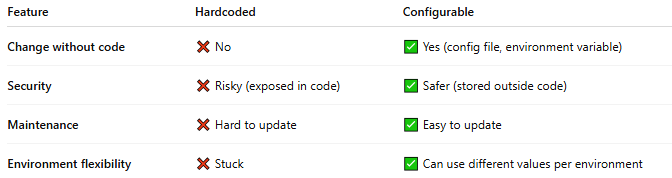 Feature Hardcoded Configurable
Change without code ❌ No ✅ Yes (config file, environment variable)
Security ❌ Risky (exposed in code) ✅ Safer (stored outside code)
Maintenance ❌ Hard to update ✅ Easy to update
Environment flexibility ❌ Stuck ✅ Can use different values per environment